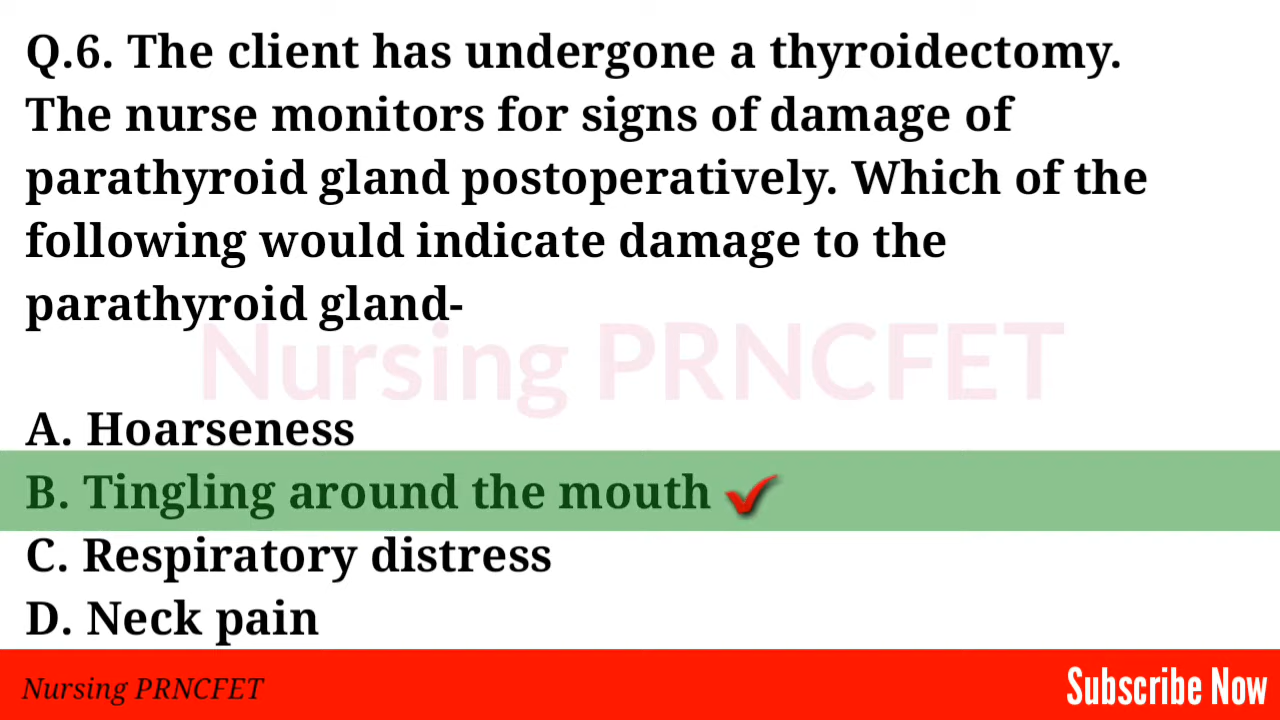 Q.6. The client has undergone a thyroidectomy.
The nurse monitors for signs of damage of
parathyroid gland postoperatively. Which of the
following would indicate damage to the
parathyroid gland-
Nursing PRNCFET
A. Hoarseness
B. Tingling around the mouth
C. Respiratory distress
D. Neck pain
Nursing PRNCFET
Subscribe Now